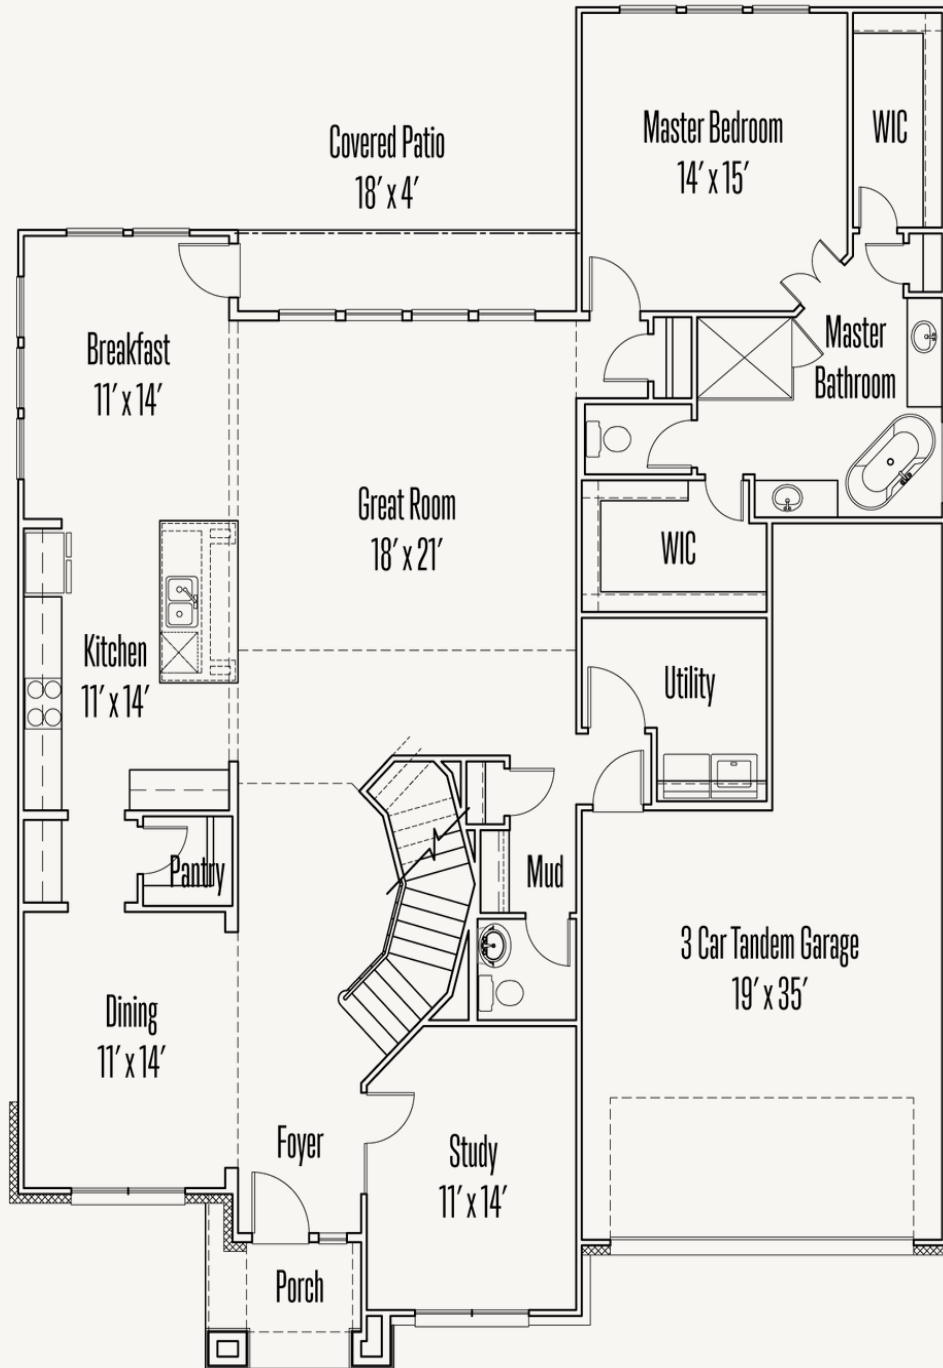 Covered Patio
18' x 4'
Master Bedroom
14' x 15'
WIC
Breakfast
11' x 14'
Master
Bathroom
Great Room
18' x 21'
WIC
Kitchen
11' x 14'
Utility
Pantry
Mud
3 Car Tandem Garage
19' x 35'
Dining
11' x 14'
Foyer
Study
11' x 14'
Porch